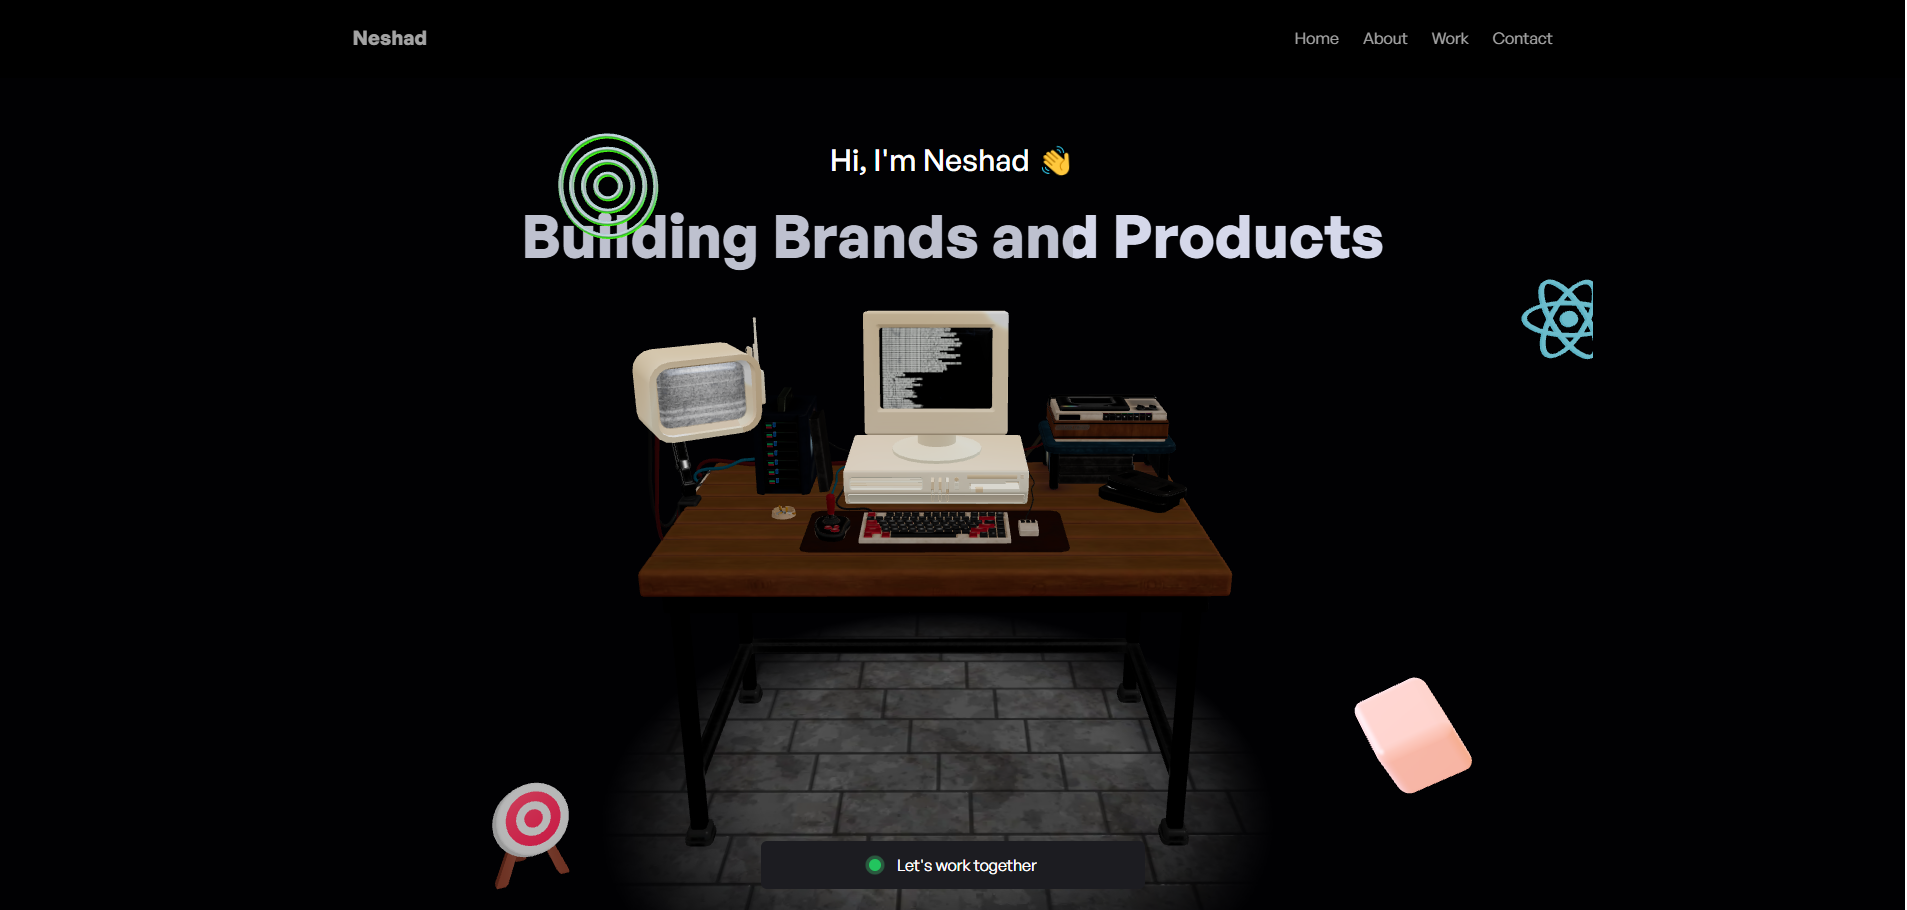 Neshad
Home About Work Contact
Hi, I'm Neshad 👋
Building Brands and Products
Let's work together